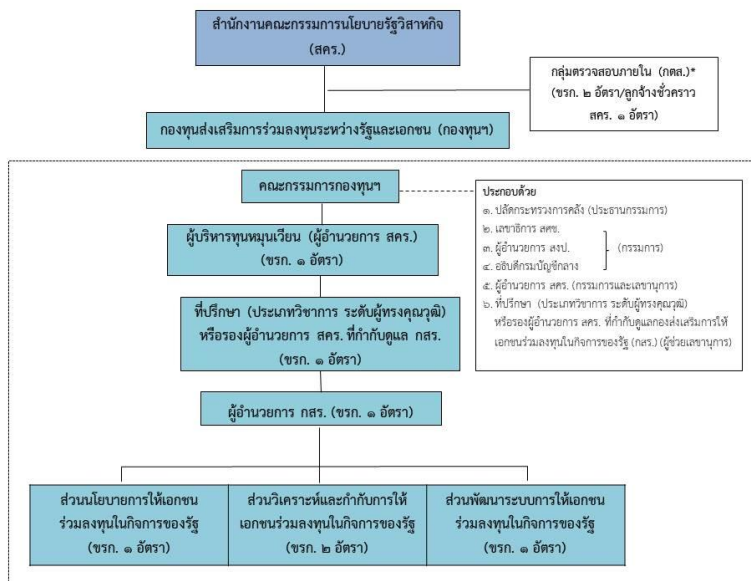 สำนักงานคณะกรรมการนโยบายรัฐวิสาหกิจ
(สคร.)
กลุ่มตรวจสอบภายใน (กตส.)*
(ขรก. ๒ อัตรา/ลูกจ้างชั่วคราว
สคร. ๑ อัตรา)
กองทุนส่งเสริมการร่วมลงทุนระหว่างรัฐและเอกชน (กองทุนฯ)
คณะกรรมการกองทุนฯ
ประกอบด้วย
๑. ปลัดกระทรวงการคลัง (ประธานกรรมการ)
๒. เลขาธิการ สศช.
๓. ผู้อำนวยการ สงป.
(กรรมการ)
๔. อธิบดีกรมบัญชีกลาง
๕. ผู้อำนวยการ สคร. (กรรมการและเลขานุการ)
๖. ที่ปรึกษา (ประเภทวิชาการ ระดับผู้ทรงคุณวุฒิ)
หรือรองผู้อำนวยการ สคร. ที่กำกับดูแลกองส่งเสริมการให้
เอกชนร่วมลงทุนในกิจการของรัฐ (กสร.) (ผู้ช่วยเลขานุการ)
ผู้บริหารทุนหมุนเวียน (ผู้อำนวยการ สคร.)
(ขรก. ๑ อัตรา)
ที่ปรึกษา (ประเภทวิชาการ ระดับผู้ทรงคุณวุฒิ)
หรือรองผู้อำนวยการ สคร. ที่กำกับดูแล กสร.
(ขรก. ๑ อัตรา)
ผู้อำนวยการ กสร. (ขรก. ๑ อัตรา)
ส่วนนโยบายการให้เอกชน
ร่วมลงทุนในกิจการของรัฐ
(ขรก. ๑ อัตรา)
ส่วนวิเคราะห์และกำกับการให้
เอกชนร่วมลงทุนในกิจการของรัฐ
(ขรก. ๒ อัตรา)
ส่วนพัฒนาระบบการให้เอกชน
ร่วมลงทุนในกิจการของรัฐ
(ขรก. ๑ อัตรา)